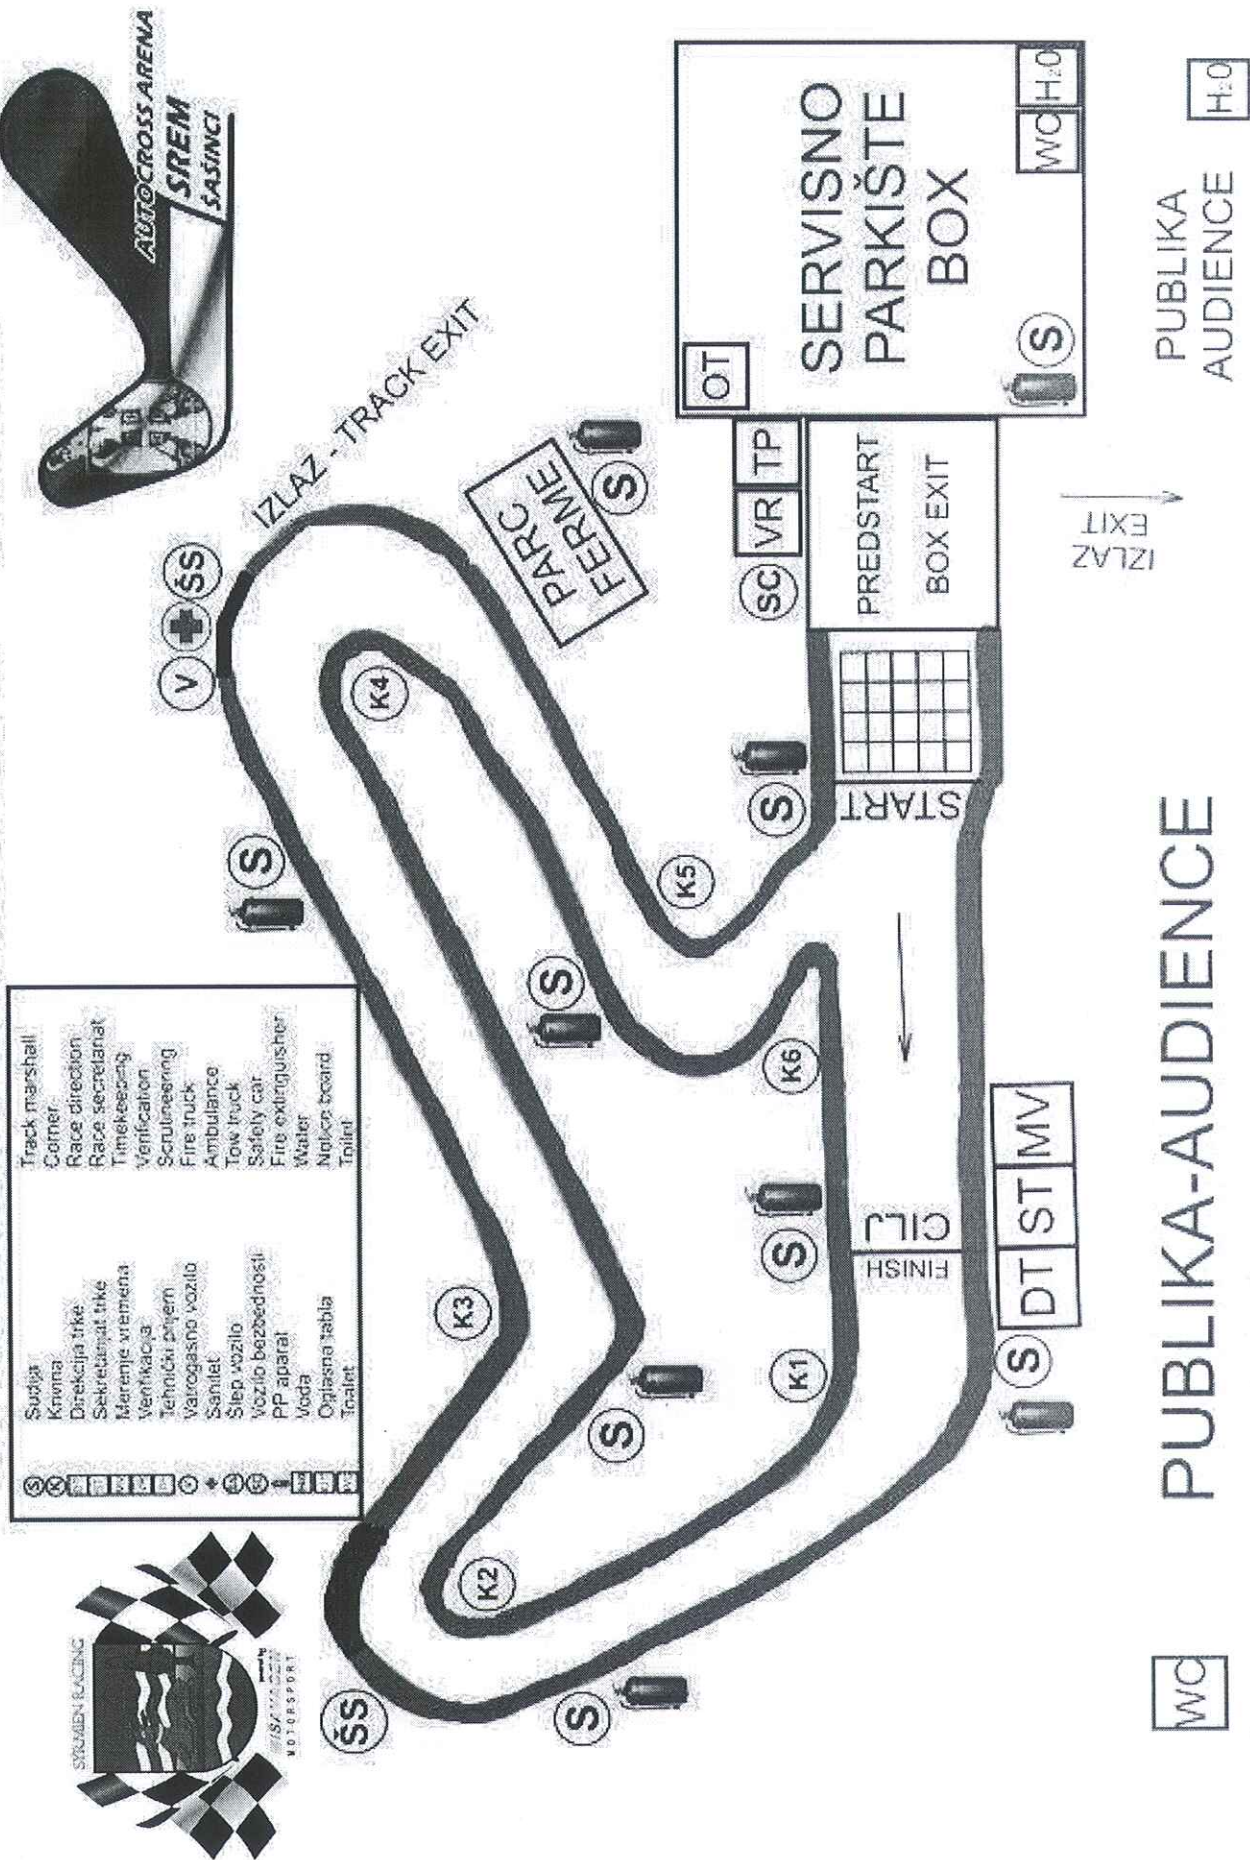 SYRMIEN RACING
powered by
MOTORSPORT
Sudija Track marshall
Krivina Corner
Direkcija trke Race direction
Sekretarijat trke Race secretariat
Merenje vremena Timekeeping
Verifikacija Verification
Tehnički prijem Scrutineering
Vatrogasno vozilo Fire truck
Sanitet Ambulance
Šlep vozilo Tow truck
Vozilo bezbednosti Safety car
PP aparat Fire extinguisher
Voda Water
Oglasna tabla Notice board
Toalet Toilet
AUTOCROSS ARENA
SREM
ŠAŠINCI
V
ŠS
IZLAZ - TRACK EXIT
S
ŠS
K3
K4
K2
S
PARC
FERME
S
S
S
K5
K6
K1
S
S
SC
VR
TP
OT
SERVISNO
PARKIŠTE
BOX
WC
H₂O
S
PREDSTART
BOX EXIT
START
CILJ
FINISH
S
DT
ST
MV
IZLAZ
EXIT
WC
PUBLIKA-AUDIENCE
PUBLIKA
AUDIENCE
H₂O